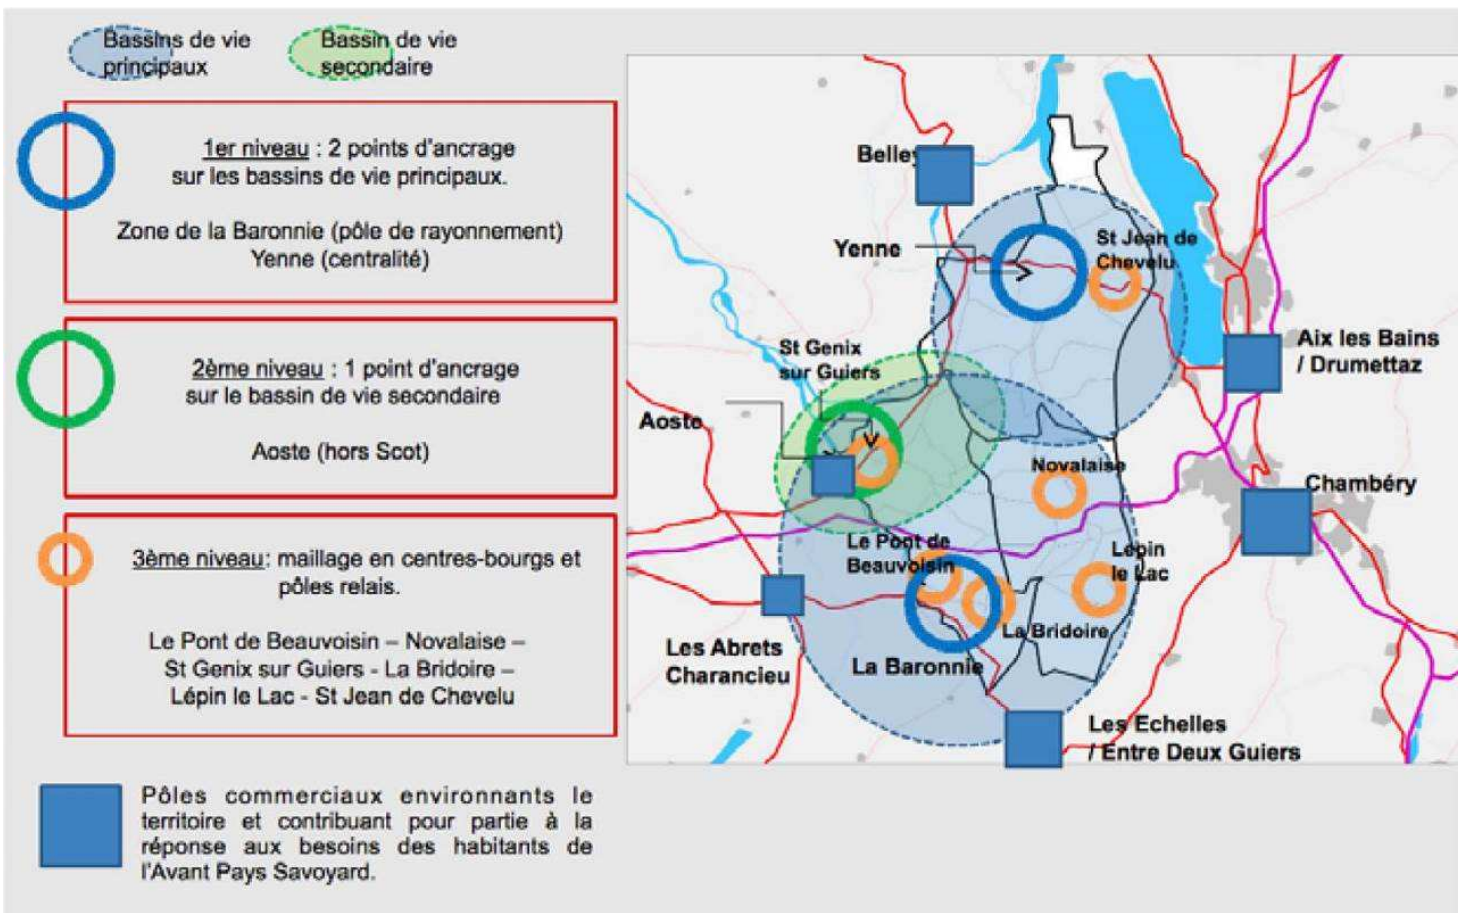 Bassins de vie
principaux
Bassin de vie
secondaire
1er niveau : 2 points d'ancrage
sur les bassins de vie principaux.
Zone de la Baronnie (pôle de rayonnement)
Yenne (centralité)
2ème niveau : 1 point d'ancrage
sur le bassin de vie secondaire
Aoste (hors Scot)
3ème niveau: maillage en centres-bourgs et
pôles relais.
Le Pont de Beauvoisin – Novalaise –
St Genix sur Guiers - La Bridoire –
Lépin le Lac - St Jean de Chevelu
Pôles commerciaux environnants le
territoire et contribuant pour partie à la
réponse aux besoins des habitants de
l'Avant Pays Savoyard.
Belley
Yenne
St Jean de
Chevelu
St Genix
sur Guiers
Aix les Bains
/ Drumettaz
Aoste
Novalaise
Chambéry
Le Pont de
Beauvoisin
Lépin
le Lac
La Bridoire
Les Abrets
Charancieu
La Baronnie
Les Echelles
/ Entre Deux Guiers